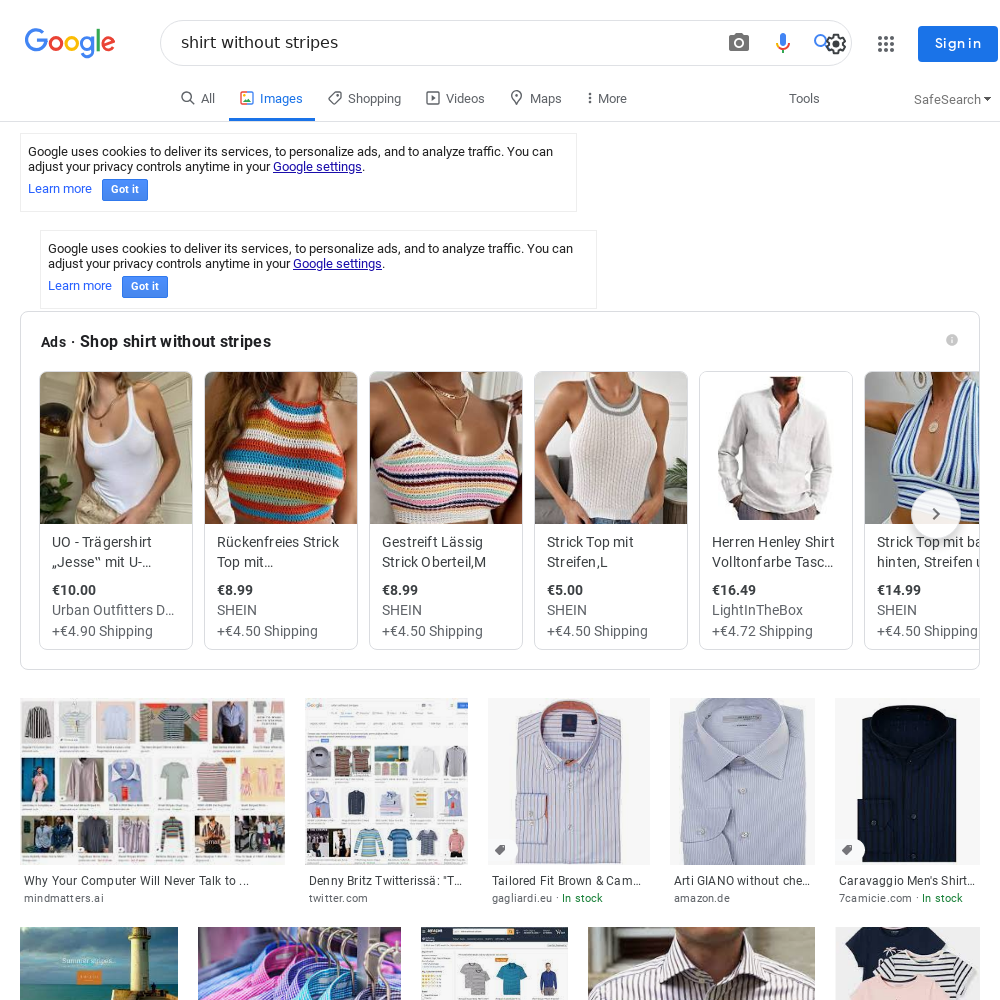 Google
shirt without stripes
Sign in
All
Images
Shopping
Videos
Maps
More
Tools
SafeSearch
Google uses cookies to deliver its services, to personalize ads, and to analyze traffic. You can
adjust your privacy controls anytime in your Google settings.
Learn more
Got it
Google uses cookies to deliver its services, to personalize ads, and to analyze traffic. You can
adjust your privacy controls anytime in your Google settings.
Learn more
Got it
Ads · Shop shirt without stripes
UO - Trägershirt
„Jesse‟ mit U-...
€10.00
Urban Outfitters D...
+€4.90 Shipping
Rückenfreies Strick
Top mit...
€8.99
SHEIN
+€4.50 Shipping
Gestreift Lässig
Strick Oberteil,M
€8.99
SHEIN
+€4.50 Shipping
Strick Top mit
Streifen,L
€5.00
SHEIN
+€4.50 Shipping
Herren Henley Shirt
Volltonfarbe Tasc...
€16.49
LightInTheBox
+€4.72 Shipping
Strick Top mit ba
hinten, Streifen u
€14.99
SHEIN
+€4.50 Shipping
Why Your Computer Will Never Talk to ...
mindmatters.ai
Denny Britz Twitterissä: "T...
twitter.com
Tailored Fit Brown & Cam...
gagliardi.eu · In stock
Arti GIANO without che...
amazon.de
Caravaggio Men's Shirt...
7camicie.com · In stock